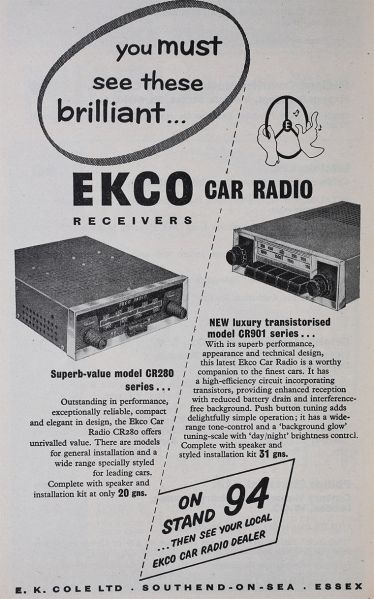 you must
see these
brilliant...
E
EKCO CAR RADIO
RECEIVERS
EKCO RADIO
Superb-value model CR280
series...
Outstanding in performance,
exceptionally reliable, compact
and elegant in design, the Ekco Car
Radio CR280 offers
unrivalled value. There are models
for general installation and a
wide range specially styled
for leading cars.
Complete with speaker and
installation kit at only 20 gns.
NEW luxury transistorised
model CR901 series...
With its superb performance,
appearance and technical design,
this latest Ekco Car Radio is a worthy
companion to the finest cars. It has
a high-efficiency circuit incorporating
transistors, providing enhanced reception
with reduced battery drain and interference-
free background. Push button tuning adds
delightfully simple operation; it has a wide-
range tone-control and a 'background glow'
tuning-scale with 'day/night' brightness control.
Complete with speaker and
styled installation kit 31 gns.
ON
STAND 94
...THEN SEE YOUR LOCAL
EKCO CAR RADIO DEALER
E. K. COLE LTD · SOUTHEND-ON-SEA · ESSEX